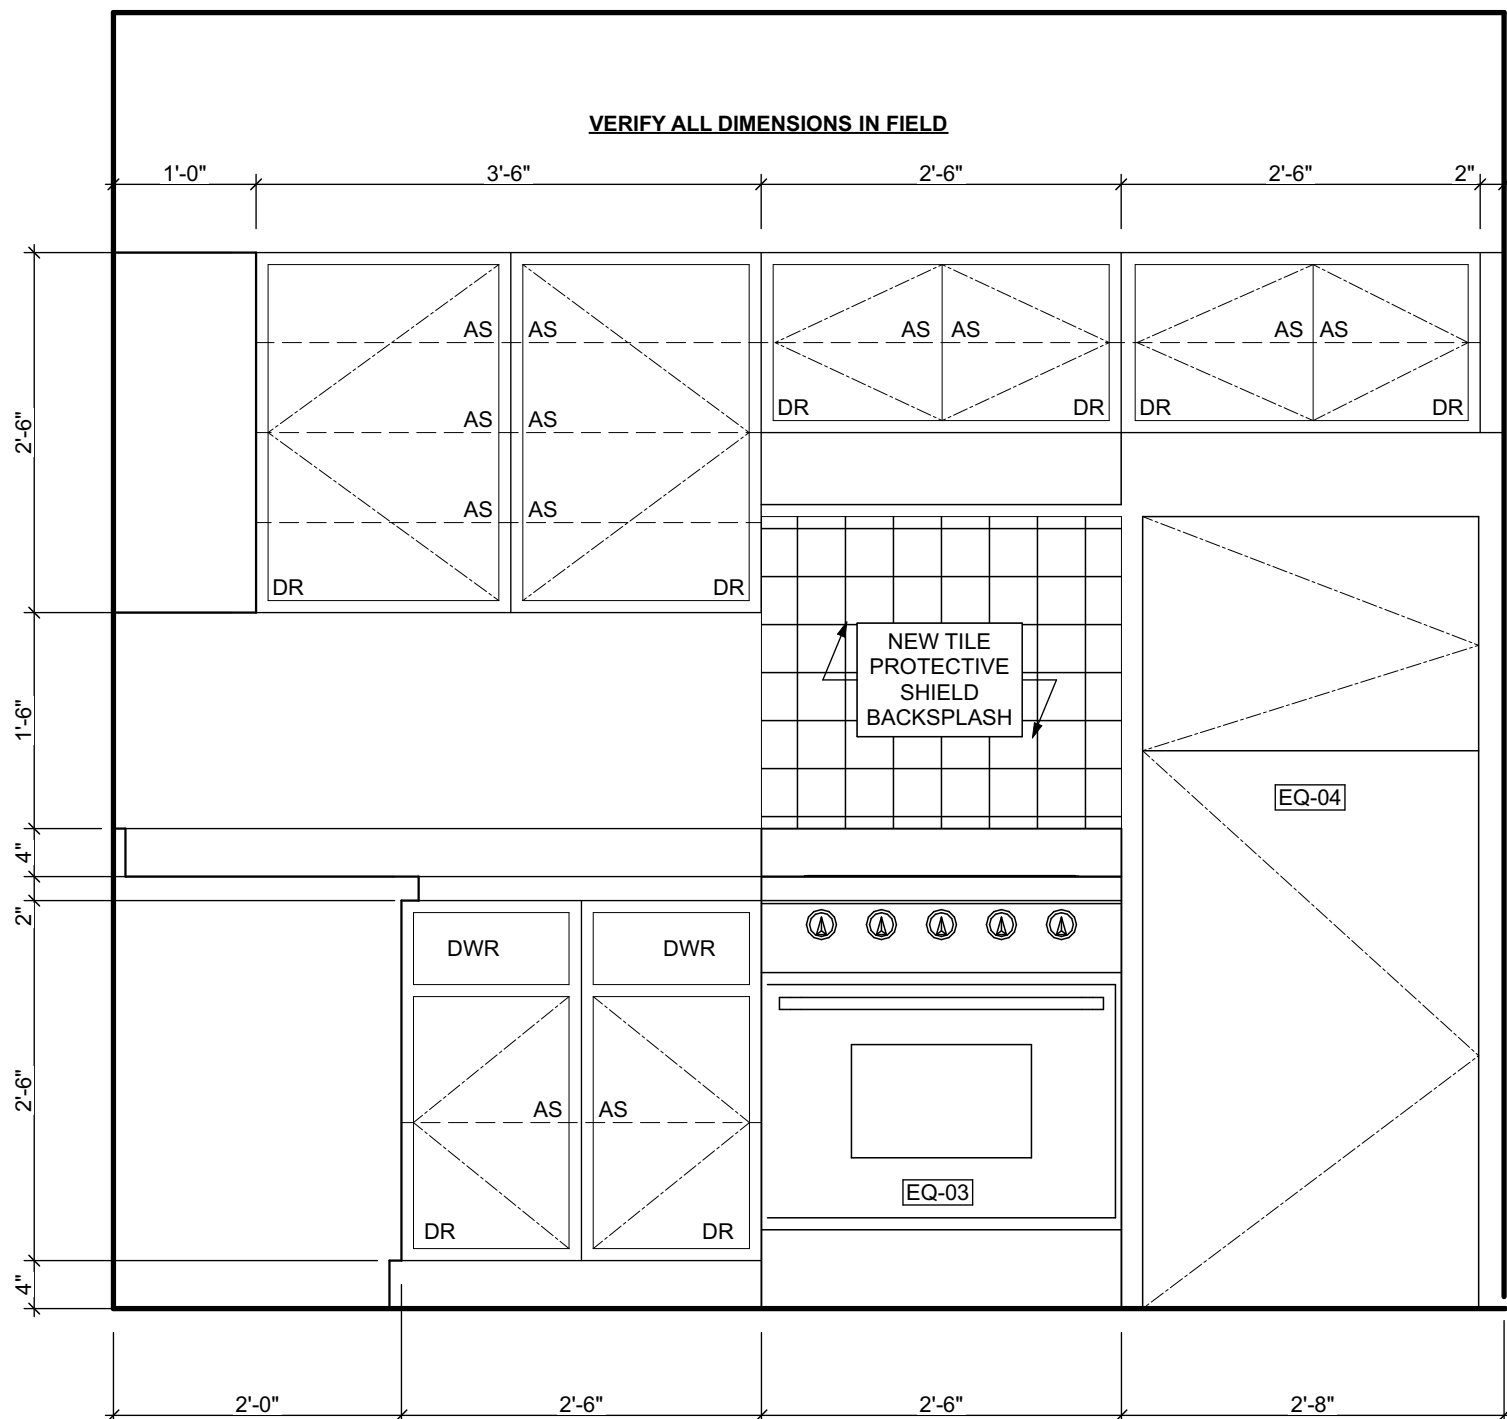 VERIFY ALL DIMENSIONS IN FIELD
1'-0" 3'-6" 2'-6" 2'-6" 2"
AS AS AS AS AS AS
2'-6"
DR DR DR DR
AS AS
AS AS
DR DR
1'-6"
NEW TILE
PROTECTIVE
SHIELD
BACKSPLASH
EQ-04
4"
2"
DWR DWR
2'-6"
AS AS
EQ-03
DR DR
4"
2'-0" 2'-6" 2'-6" 2'-8"